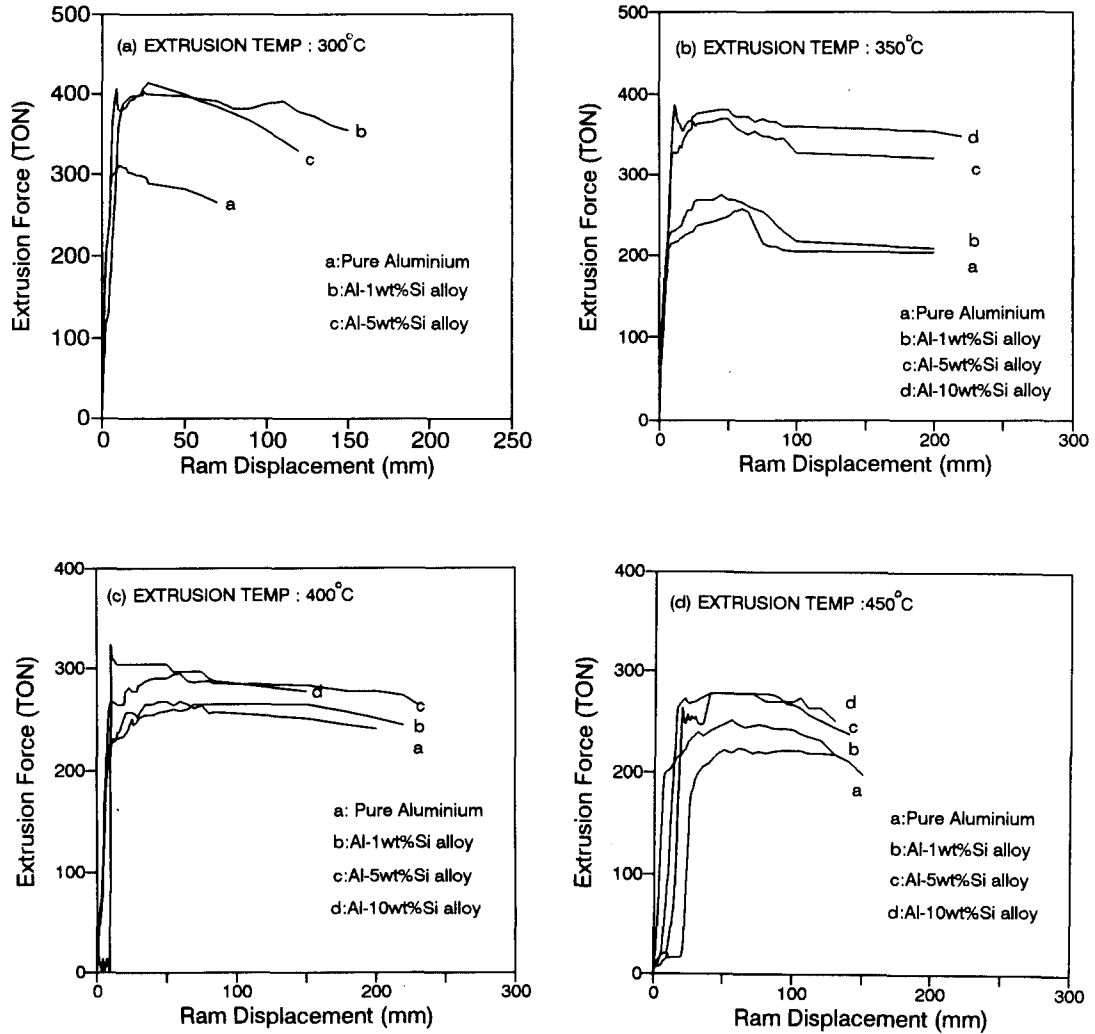 (a) EXTRUSION TEMP : 300°C
Extrusion Force (TON)
500
400
300
200
100
0
b
c
a
a:Pure Aluminium
b:Al-1wt%Si alloy
c:Al-5wt%Si alloy
0 50 100 150 200 250
Ram Displacement (mm)
(b) EXTRUSION TEMP : 350°C
Extrusion Force (TON)
500
400
300
200
100
0
d
c
b
a
a:Pure Aluminium
b:Al-1wt%Si alloy
c:Al-5wt%Si alloy
d:Al-10wt%Si alloy
0 100 200 300
Ram Displacement (mm)
(c) EXTRUSION TEMP : 400°C
Extrusion Force (TON)
400
300
200
100
0
d
c
b
a
a: Pure Aluminium
b:Al-1wt%Si alloy
c:Al-5wt%Si alloy
d:Al-10wt%Si alloy
0 100 200 300
Ram Displacement (mm)
(d) EXTRUSION TEMP :450°C
Extrusion Force (TON)
400
300
200
100
0
d
c
b
a
a:Pure Aluminium
b:Al-1wt%Si alloy
c:Al-5wt%Si alloy
d:Al-10wt%Si alloy
0 100 200 300
Ram Displacement (mm)